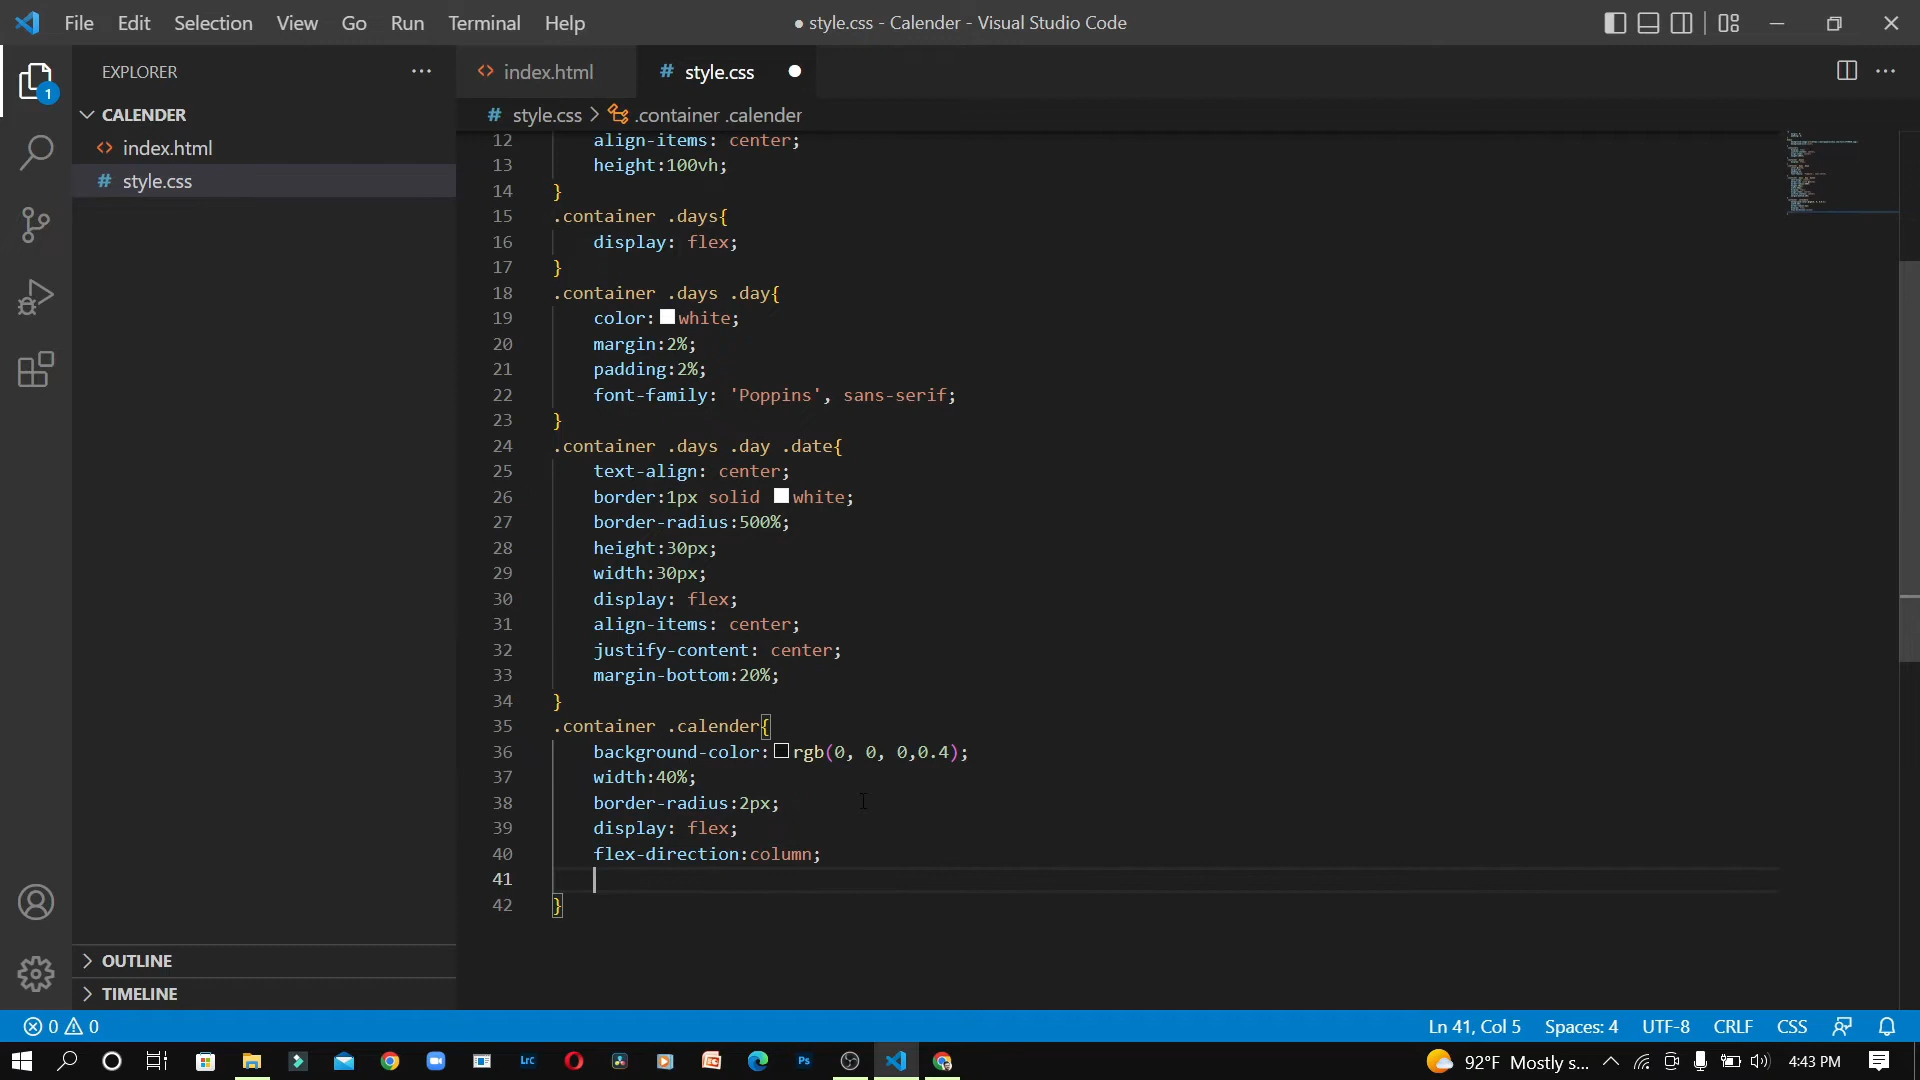 File Edit Selection View Go Run Terminal Help
● style.css - Calender - Visual Studio Code
EXPLORER
1
CALENDER
index.html
style.css
OUTLINE
TIMELINE
index.html
# style.css
# style.css > .container .calender
12 align-items: center;
13 height:100vh;
14 }
15 .container .days{
16 display: flex;
17 }
18 .container .days .day{
19 color: white;
20 margin:2%;
21 padding:2%;
22 font-family: 'Poppins', sans-serif;
23 }
24 .container .days .day .date{
25 text-align: center;
26 border:1px solid white;
27 border-radius:500%;
28 height:30px;
29 width:30px;
30 display: flex;
31 align-items: center;
32 justify-content: center;
33 margin-bottom:20%;
34 }
35 .container .calender{
36 background-color: rgb(0, 0, 0,0.4);
37 width:40%;
38 border-radius:2px;
39 display: flex;
40 flex-direction:column;
41
42 }
0 0
Ln 41, Col 5 Spaces: 4 UTF-8 CRLF CSS
Lrc
Ps
92°F Mostly s...
4:43 PM